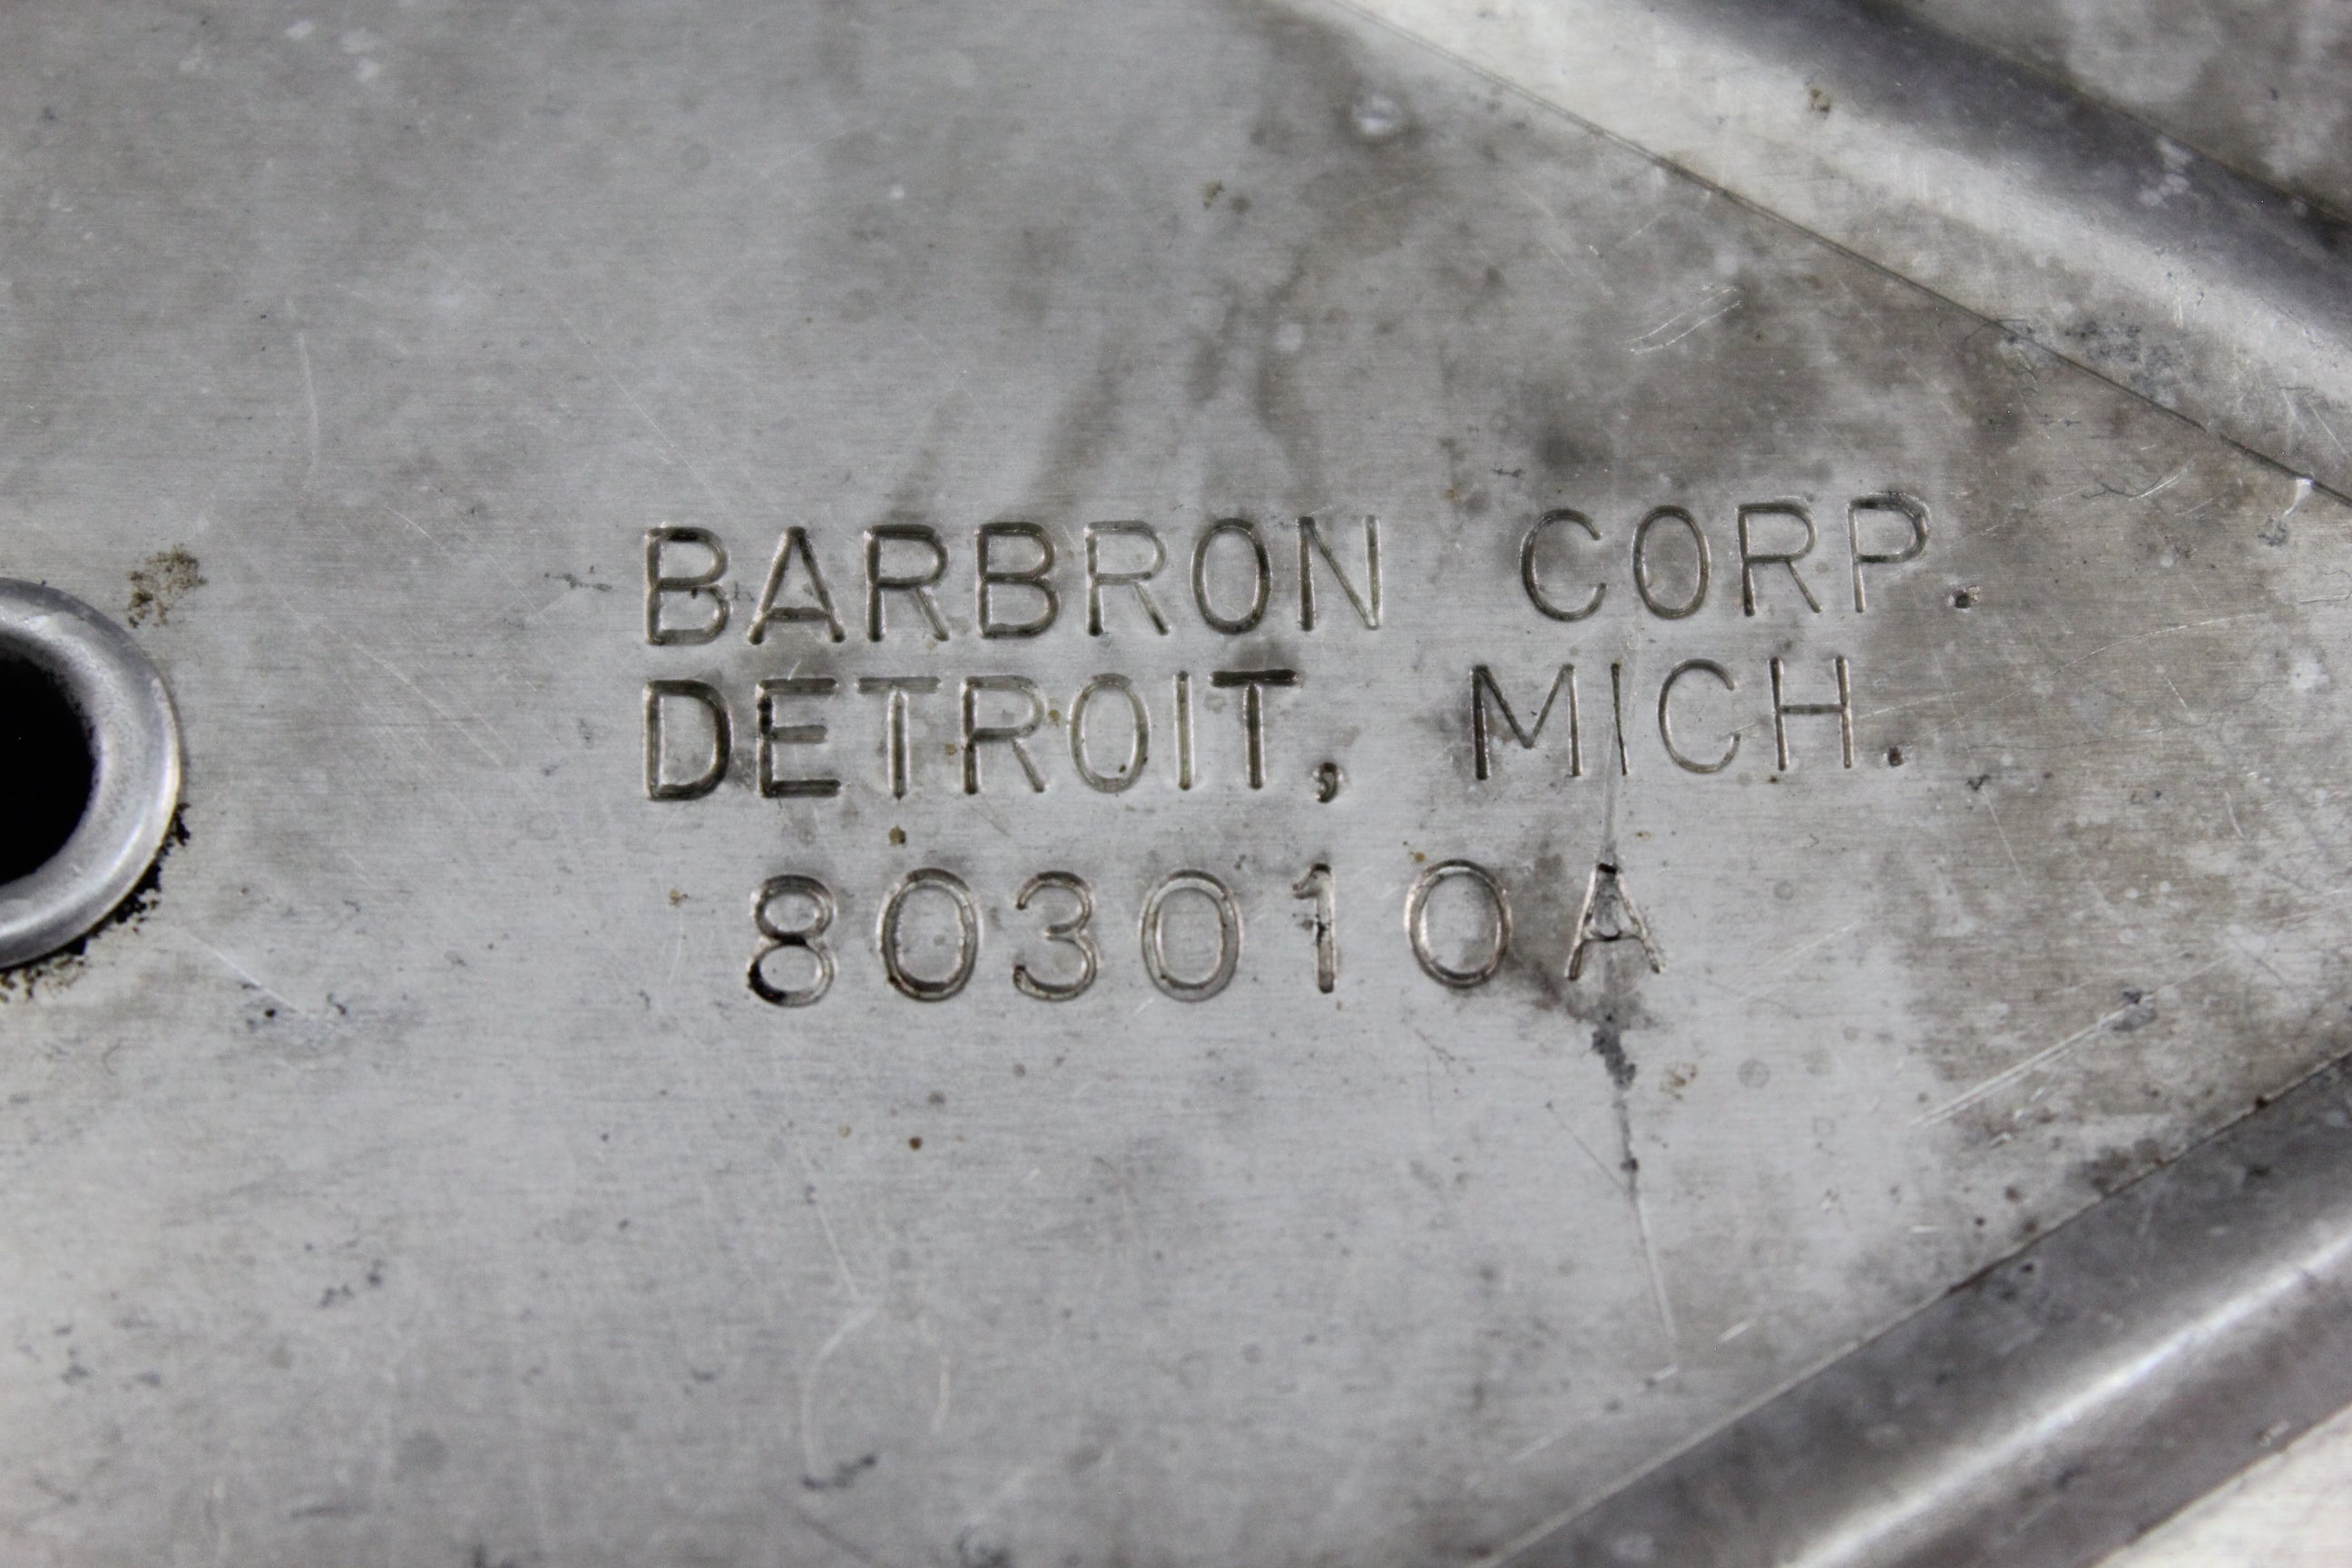 BARBRON CORP.
DETROIT, MICH.
803010A